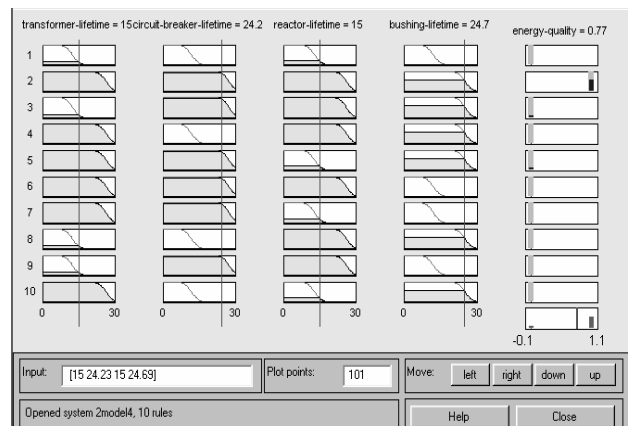 transformer-lifetime = 15 circuit-breaker-lifetime = 24.2 reactor-lifetime = 15 bushing-lifetime = 24.7 energy-quality = 0.77
1
2
3
4
5
6
7
8
9
10
0 30 0 30 0 30 0 30
-0.1 1.1
Input: [15 24.23 15 24.69] Plot points: 101 Move: left right down up
Opened system 2model4, 10 rules Help Close